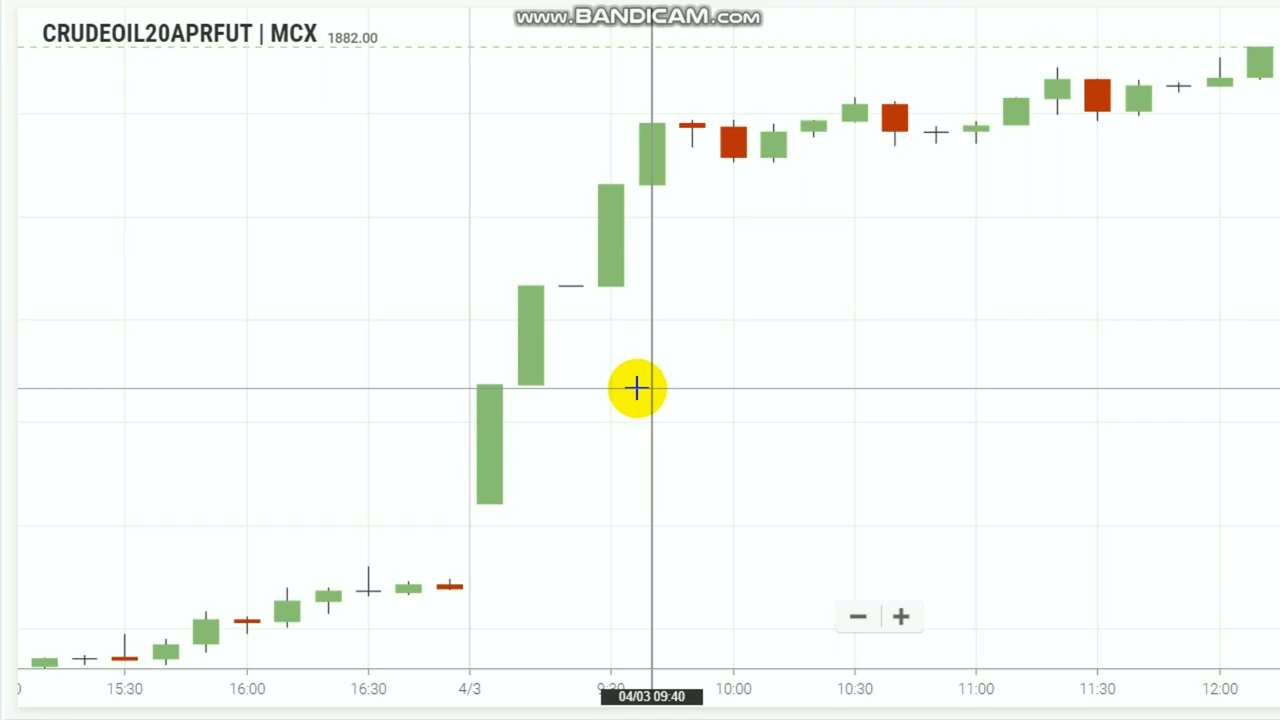 www.BANDICAM.com
CRUDEOIL20APRFUT | MCX 1882.00
− +
15:30 16:00 16:30 4/3 10:00 10:30 11:00 11:30 12:00
04/03 09:40